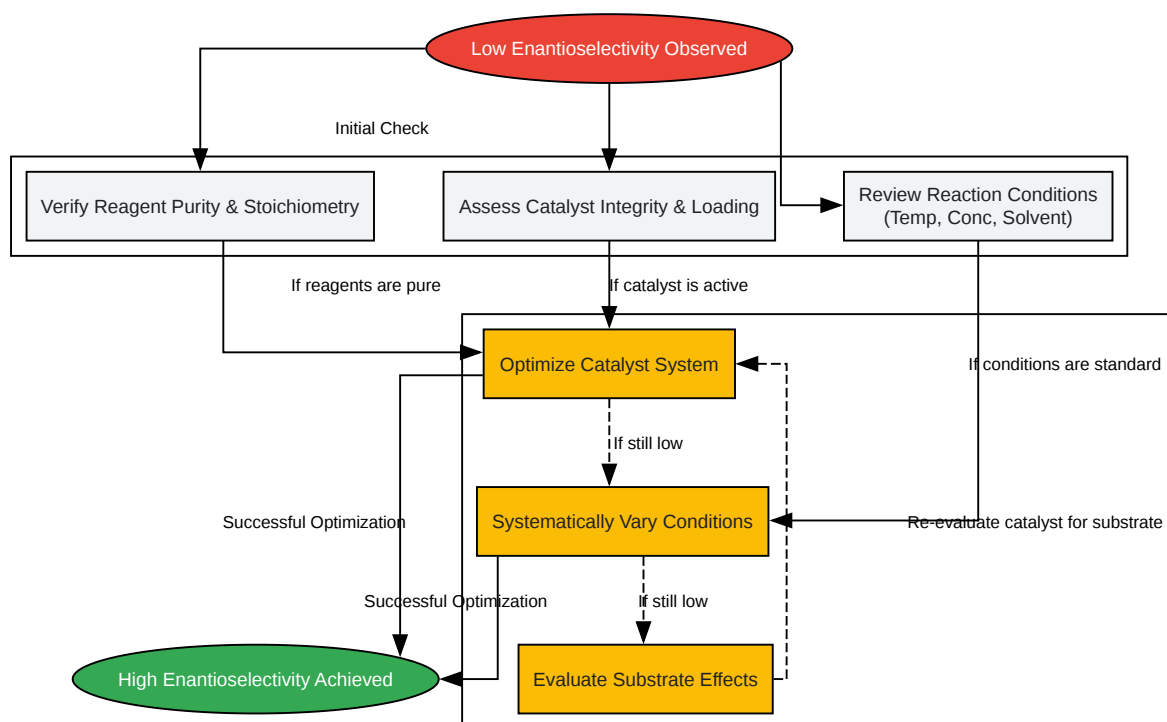 Low Enantioselectivity Observed
Initial Check
Verify Reagent Purity & Stoichiometry
Assess Catalyst Integrity & Loading
Review Reaction Conditions
(Temp, Conc, Solvent)
If reagents are pure
If catalyst is active
Optimize Catalyst System
If conditions are standard
If still low
Successful Optimization
Systematically Vary Conditions
Re-evaluate catalyst for substrate
Successful Optimization
If still low
High Enantioselectivity Achieved
Evaluate Substrate Effects